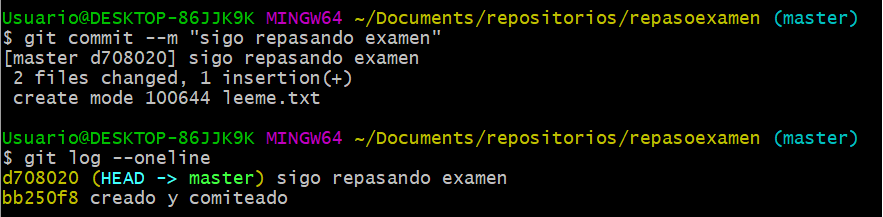 Usuario@DESKTOP-86JJK9K MINGW64 ~/Documents/repositorios/repasoexamen (master)
$ git commit --m "sigo repasando examen"
[master d708020] sigo repasando examen
 2 files changed, 1 insertion(+)
 create mode 100644 leeme.txt

Usuario@DESKTOP-86JJK9K MINGW64 ~/Documents/repositorios/repasoexamen (master)
$ git log --oneline
d708020 (HEAD -> master) sigo repasando examen
bb250f8 creado y comiteado